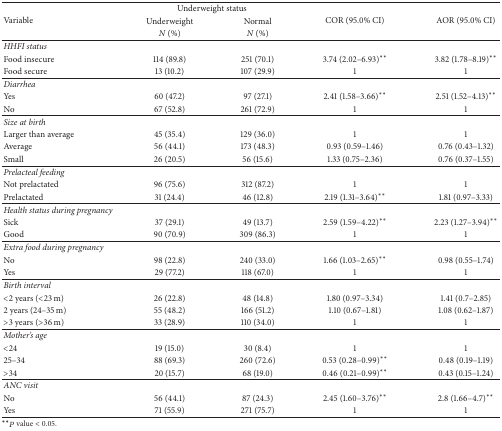 Variable Underweight status COR (95.0% CI) AOR (95.0% CI)
Underweight Normal
N (%) N (%)
HHFI status
Food insecure 114 (89.8) 251 (70.1) 3.74 (2.02–6.93)** 3.82 (1.78–8.19)**
Food secure 13 (10.2) 107 (29.9) 1 1
Diarrhea
Yes 60 (47.2) 97 (27.1) 2.41 (1.58–3.66)** 2.51 (1.52–4.13)**
No 67 (52.8) 261 (72.9) 1 1
Size at birth
Larger than average 45 (35.4) 129 (36.0) 1 1
Average 56 (44.1) 173 (48.3) 0.93 (0.59–1.46) 0.76 (0.43–1.32)
Small 26 (20.5) 56 (15.6) 1.33 (0.75–2.36) 0.76 (0.37–1.55)
Prelacteal feeding
Not prelactated 96 (75.6) 312 (87.2) 1 1
Prelactated 31 (24.4) 46 (12.8) 2.19 (1.31–3.64)** 1.81 (0.97–3.33)
Health status during pregnancy
Sick 37 (29.1) 49 (13.7) 2.59 (1.59–4.22)** 2.23 (1.27–3.94)**
Good 90 (70.9) 309 (86.3) 1 1
Extra food during pregnancy
No 98 (22.8) 240 (33.0) 1.66 (1.03–2.65)** 0.98 (0.55–1.74)
Yes 29 (77.2) 118 (67.0) 1 1
Birth interval
<2 years (<23 m) 26 (22.8) 48 (14.8) 1.80 (0.97–3.34) 1.41 (0.7–2.85)
2 years (24–35 m) 55 (48.2) 166 (51.2) 1.10 (0.67–1.81) 1.08 (0.62–1.87)
>3 years (>36 m) 33 (28.9) 110 (34.0) 1 1
Mother's age
<24 19 (15.0) 30 (8.4) 1 1
25–34 88 (69.3) 260 (72.6) 0.53 (0.28–0.99)** 0.48 (0.19–1.19)
>34 20 (15.7) 68 (19.0) 0.46 (0.21–0.99)** 0.43 (0.15–1.24)
ANC visit
No 56 (44.1) 87 (24.3) 2.45 (1.60–3.76)** 2.8 (1.66–4.7)**
Yes 71 (55.9) 271 (75.7) 1 1
**p value < 0.05.